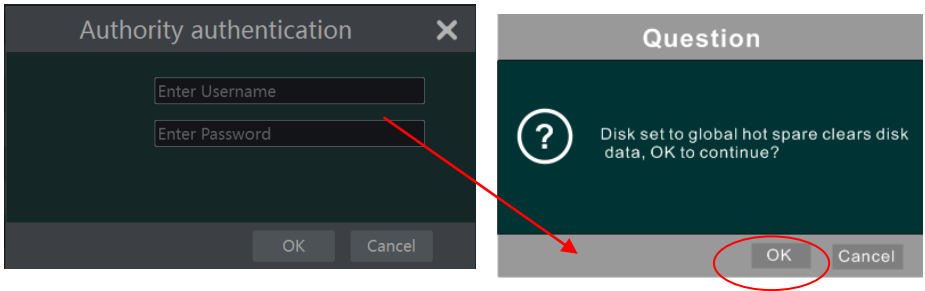 Authority authentication
Enter Username
Enter Password
OK
Cancel
Question
?
Disk set to global hot spare clears disk
data, OK to continue?
OK
Cancel